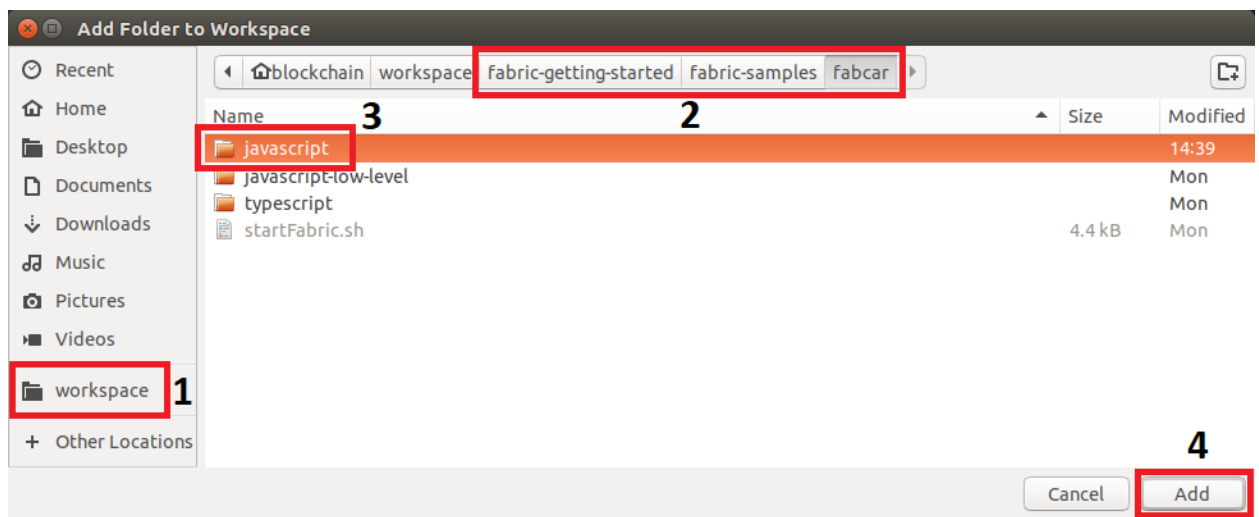 Add Folder to Workspace
Recent
blockchain workspace fabric-getting-started fabric-samples fabcar
Home
Name 3 2 Size Modified
Desktop
javascript 14:39
Documents
javascript-low-level Mon
typescript Mon
Downloads
startFabric.sh 4.4 kB Mon
Music
Pictures
Videos
workspace 1
+ Other Locations
4
Cancel Add